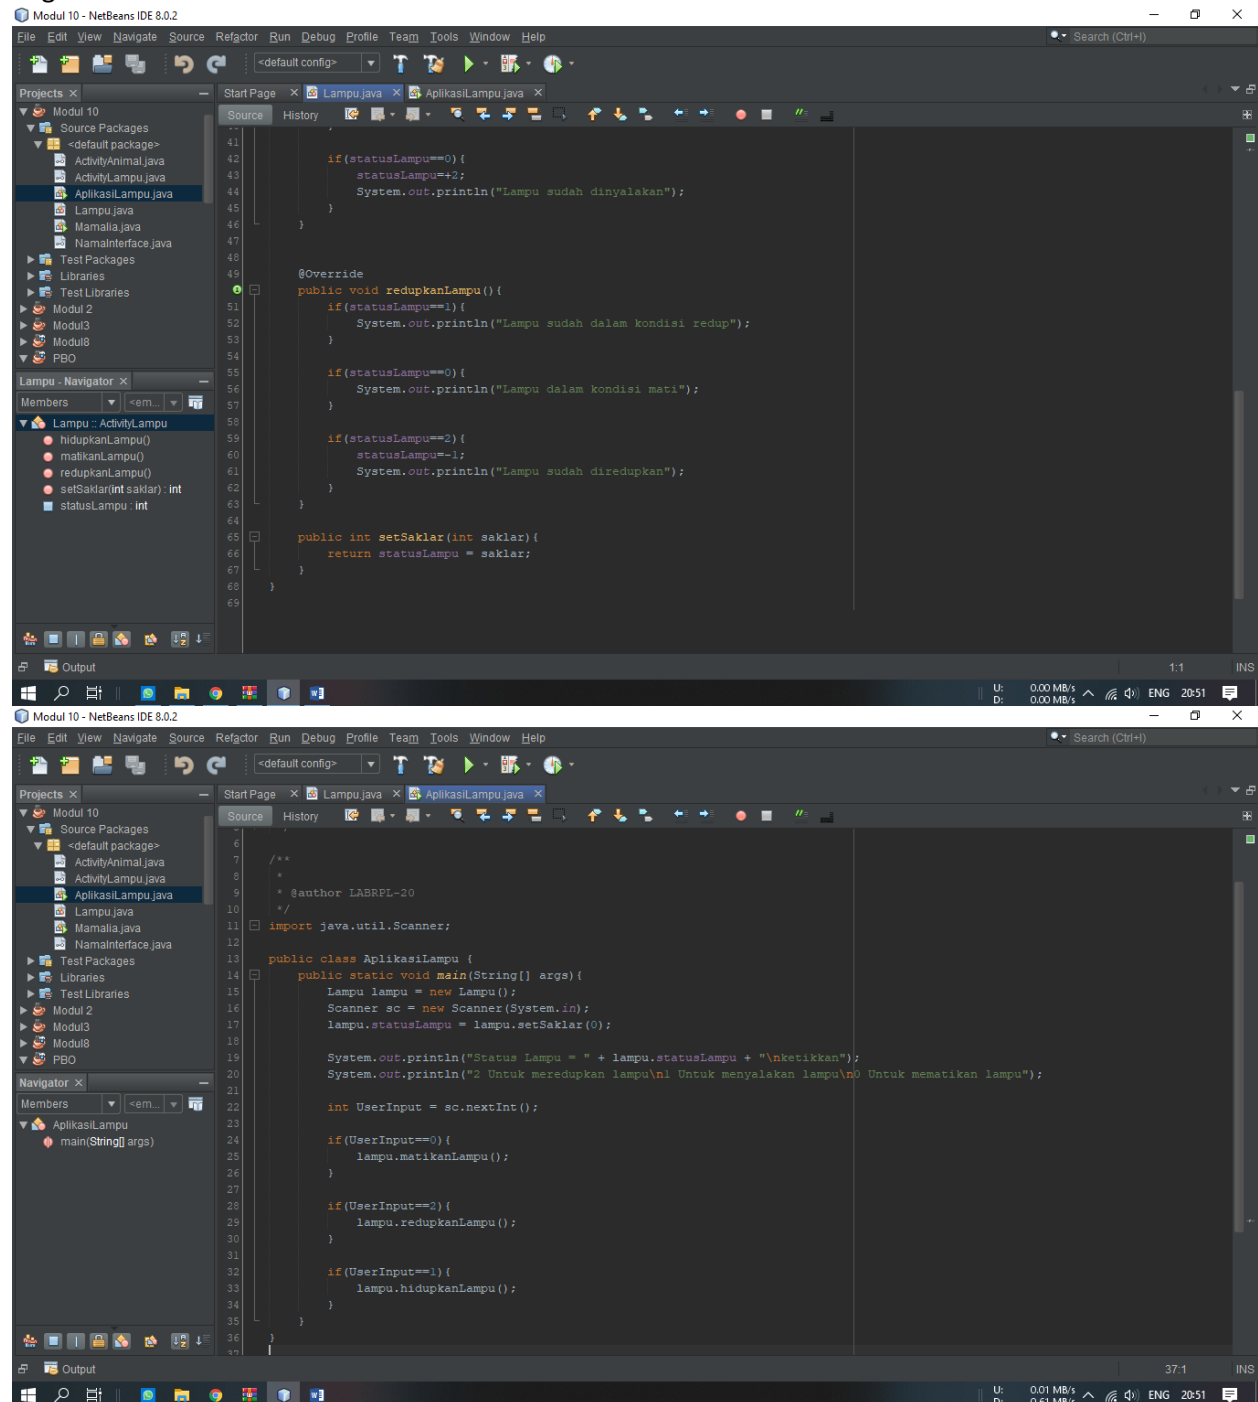 Modul 10 - NetBeans IDE 8.0.2
File Edit View Navigate Source Refactor Run Debug Profile Team Tools Window Help
Search (Ctrl+I)
<default config>
Projects
Start Page Lampu.java AplikasiLampu.java
Source History
Modul 10
Source Packages
<default package>
ActivityAnimal.java
ActivityLampu.java
AplikasiLampu.java
Lampu.java
Mamalia.java
NamaInterface.java
Test Packages
Libraries
Test Libraries
Modul 2
Modul3
Modul8
PBO
Lampu - Navigator
Members <em...
Lampu :: ActivityLampu
hidupkanLampu()
matikanLampu()
redupkanLampu()
setSaklar(int saklar) : int
statusLampu : int
41
42 if(statusLampu==0){
43 statusLampu=+2;
44 System.out.println("Lampu sudah dinyalakan");
45 }
46 }
47
48
49 @Override
public void redupkanLampu(){
51 if(statusLampu==1){
52 System.out.println("Lampu sudah dalam kondisi redup");
53 }
54
55 if(statusLampu==0){
56 System.out.println("Lampu dalam kondisi mati");
57 }
58
59 if(statusLampu==2){
60 statusLampu=-1;
61 System.out.println("Lampu sudah diredupkan");
62 }
63 }
64
65 public int setSaklar(int saklar){
66 return statusLampu = saklar;
67 }
68 }
69
Output
1:1 INS
U: 0.00 MB/s
D: 0.00 MB/s
ENG 20:51
Modul 10 - NetBeans IDE 8.0.2
File Edit View Navigate Source Refactor Run Debug Profile Team Tools Window Help
Search (Ctrl+I)
<default config>
Projects
Start Page Lampu.java AplikasiLampu.java
Source History
Modul 10
Source Packages
<default package>
ActivityAnimal.java
ActivityLampu.java
AplikasiLampu.java
Lampu.java
Mamalia.java
NamaInterface.java
Test Packages
Libraries
Test Libraries
Modul 2
Modul3
Modul8
PBO
Navigator
Members <em...
AplikasiLampu
main(String[] args)
6
7 /**
8 *
9 * @author LABRPL-20
10 */
11 import java.util.Scanner;
12
13 public class AplikasiLampu {
14 public static void main(String[] args){
15 Lampu lampu = new Lampu();
16 Scanner sc = new Scanner(System.in);
17 lampu.statusLampu = lampu.setSaklar(0);
18
19 System.out.println("Status Lampu = " + lampu.statusLampu + "\nketikkan");
20 System.out.println("2 Untuk meredupkan lampu\n1 Untuk menyalakan lampu\n0 Untuk mematikan lampu");
21
22 int UserInput = sc.nextInt();
23
24 if(UserInput==0){
25 lampu.matikanLampu();
26 }
27
28 if(UserInput==2){
29 lampu.redupkanLampu();
30 }
31
32 if(UserInput==1){
33 lampu.hidupkanLampu();
34 }
35 }
36 }
37
Output
37:1 INS
U: 0.01 MB/s
D: 0.61 MB/s
ENG 20:51